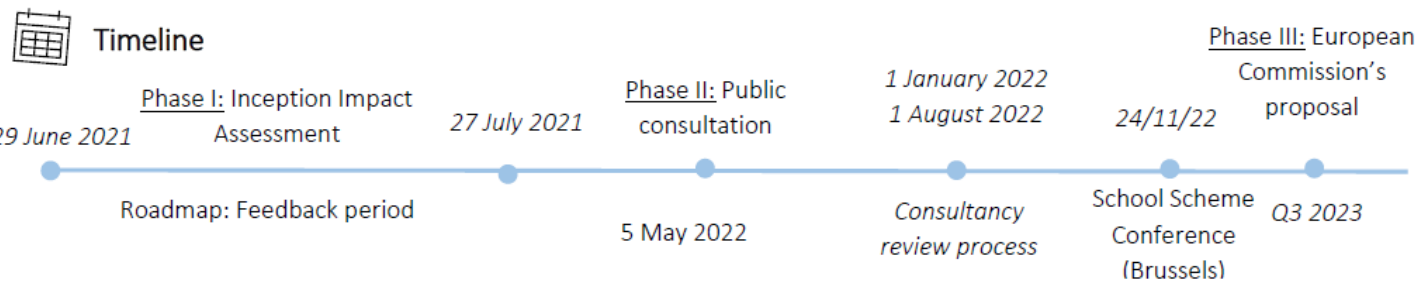 Timeline
29 June 2021
Phase I: Inception Impact
Assessment
Roadmap: Feedback period
27 July 2021
Phase II: Public
consultation
5 May 2022
1 January 2022
1 August 2022
Consultancy
review process
24/11/22
School Scheme
Conference
(Brussels)
Phase III: European
Commission's
proposal
Q3 2023